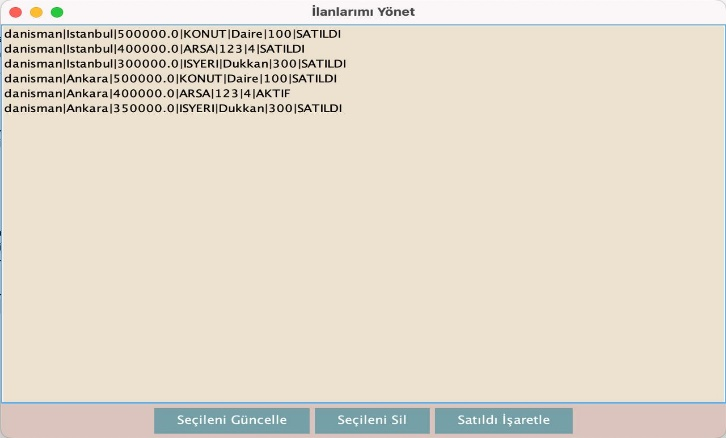 İlanlarımı Yönet
danisman|Istanbul|500000.0|KONUT|Daire|100|SATILDI
danisman|Istanbul|400000.0|ARSA|123|4|SATILDI
danisman|Istanbul|300000.0|ISYERI|Dukkan|300|SATILDI
danisman|Ankara|500000.0|KONUT|Daire|100|SATILDI
danisman|Ankara|400000.0|ARSA|123|4|AKTIF
danisman|Ankara|350000.0|ISYERI|Dukkan|300|SATILDI
Seçileni Güncelle
Seçileni Sil
Satıldı İşaretle